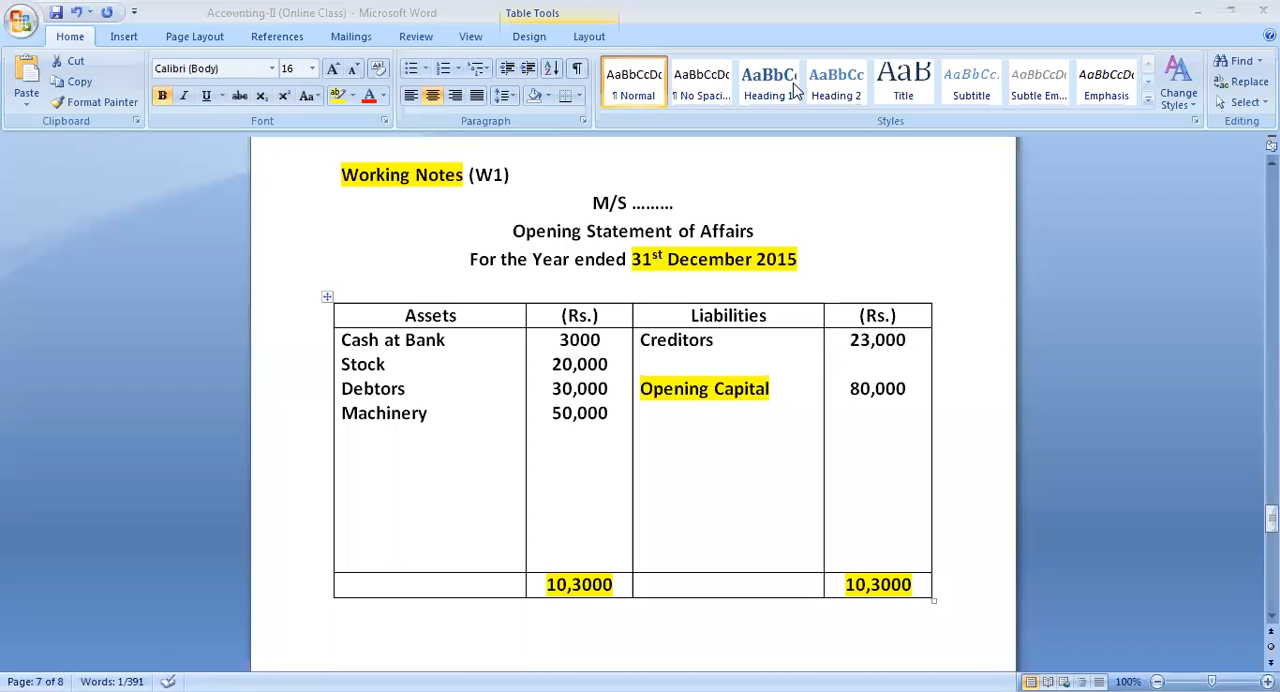 Accounting-II (Online Class) - Microsoft Word
Table Tools
Home Insert Page Layout References Mailings Review View Design Layout
Paste
Cut
Copy
Format Painter
Clipboard
Calibri (Body) 16
Font
Paragraph
AaBbCcDc AaBbCcDc AaBbC AaBbCc AaB AaBbCc. AaBbCcDc AaBbCcDc
¶ Normal ¶ No Spaci... Heading 1 Heading 2 Title Subtitle Subtle Em... Emphasis
Change Styles
Styles
Find
Replace
Select
Editing
Working Notes (W1)
M/S .........
Opening Statement of Affairs
For the Year ended 31st December 2015
Assets (Rs.) Liabilities (Rs.)
Cash at Bank 3000 Creditors 23,000
Stock 20,000
Debtors 30,000 Opening Capital 80,000
Machinery 50,000
10,3000 10,3000
Page: 7 of 8 Words: 1/391 100%